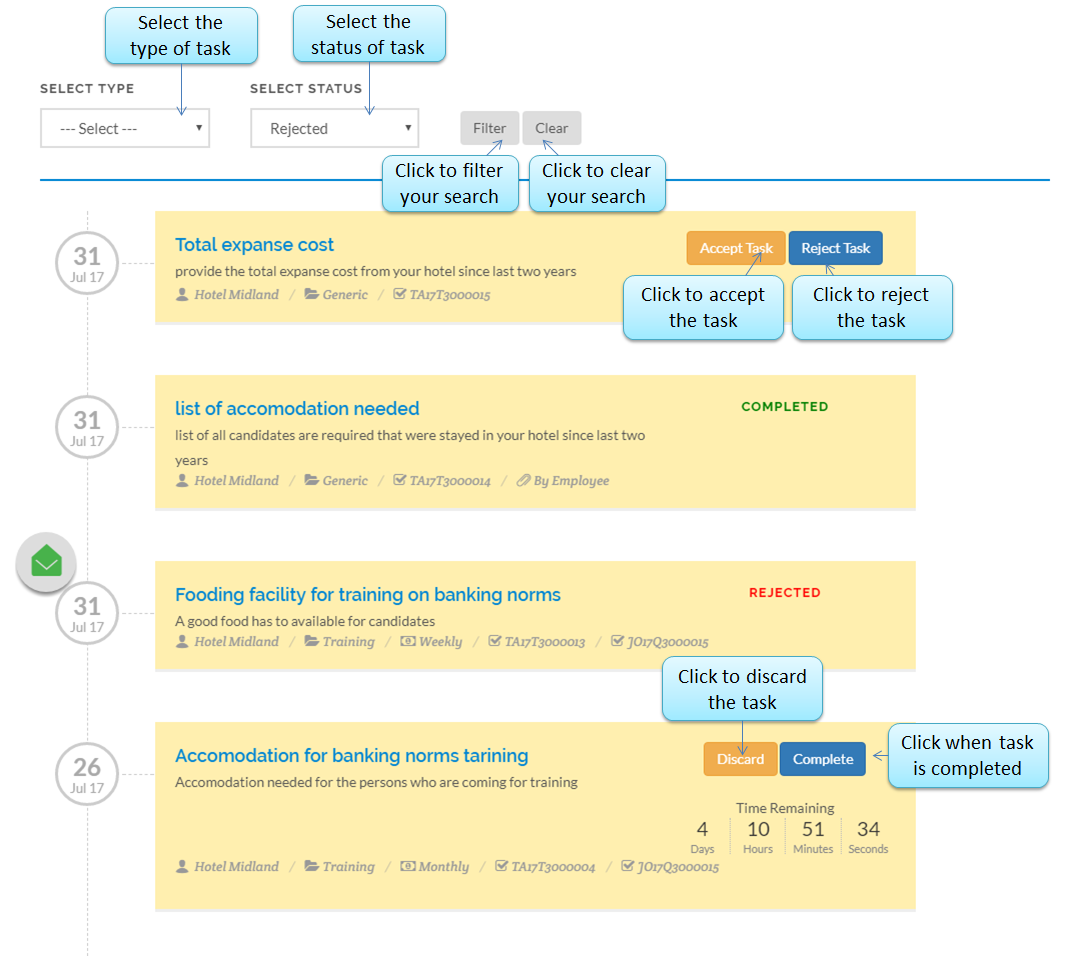 Select the
type of task
Select the
status of task
SELECT TYPE
SELECT STATUS
--- Select ---
Rejected
Filter
Clear
Click to filter
your search
Click to clear
your search
31
Jul 17
Total expanse cost
provide the total expanse cost from your hotel since last two years
Hotel Midland / Generic / TA17T3000015
Accept Task
Reject Task
Click to accept
the task
Click to reject
the task
31
Jul 17
list of accomodation needed
COMPLETED
list of all candidates are required that were stayed in your hotel since last two
years
Hotel Midland / Generic / TA17T3000014 / By Employee
31
Jul 17
Fooding facility for training on banking norms
REJECTED
A good food has to available for candidates
Hotel Midland / Training / Weekly / TA17T3000013 / JO17Q3000015
Click to discard
the task
26
Jul 17
Accomodation for banking norms tarining
Accomodation needed for the persons who are coming for training
Discard
Complete
Click when task
is completed
Time Remaining
4 10 51 34
Days Hours Minutes Seconds
Hotel Midland / Training / Monthly / TA17T3000004 / JO17Q3000015